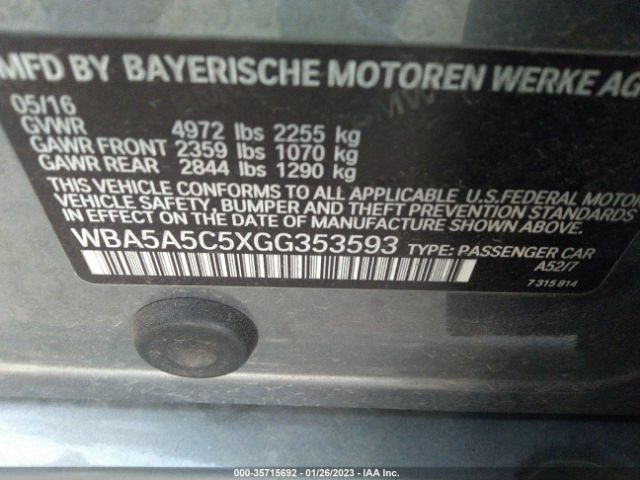 MFD BY BAYERISCHE MOTOREN WERKE AG
05/16
GVWR 4972 lbs 2255 kg
GAWR FRONT 2359 lbs 1070 kg
GAWR REAR 2844 lbs 1290 kg
THIS VEHICLE CONFORMS TO ALL APPLICABLE U.S.FEDERAL MOTOR
VEHICLE SAFETY, BUMPER AND THEFT PREVENTION STANDARDS
IN EFFECT ON THE DATE OF MANUFACTURE SHOWN ABOVE.
WBA5A5C5XGG353593 TYPE: PASSENGER CAR
A52/7
7 315 814
000-35715692 - 01/26/2023 - IAA Inc.